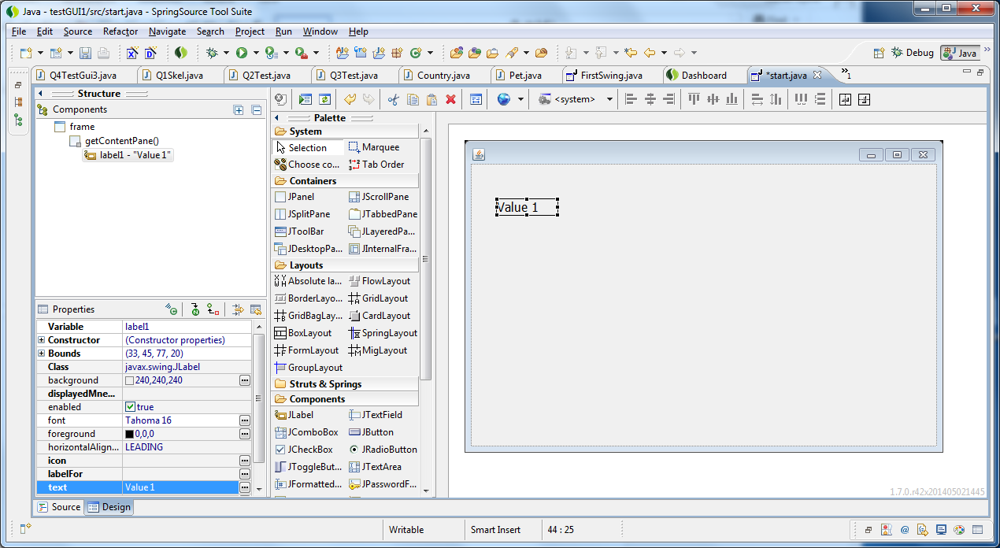 Java - testGUI1/src/start.java - SpringSource Tool Suite
File Edit Source Refactor Navigate Search Project Run Window Help
Debug Java
Q4TestGui3.java Q1Skel.java Q2Test.java Q3Test.java Country.java Pet.java FirstSwing.java Dashboard *start.java 1
Structure
Components
frame
getContentPane()
label1 - "Value 1"
Properties
Variable label1
Constructor (Constructor properties)
Bounds (33, 45, 77, 20)
Class javax.swing.JLabel
background 240,240,240
displayedMne...
enabled true
font Tahoma 16
foreground 0,0,0
horizontalAlign... LEADING
icon
labelFor
text Value 1
<system>
Palette
System
Selection Marquee
Choose co... Tab Order
Containers
JPanel JScrollPane
JSplitPane JTabbedPane
JToolBar JLayeredPa...
JDesktopPa... JInternalFra...
Layouts
Absolute la... FlowLayout
BorderLayo... GridLayout
GridBagLay... CardLayout
BoxLayout SpringLayout
FormLayout MigLayout
GroupLayout
Struts & Springs
Components
JLabel JTextField
JComboBox JButton
JCheckBox JRadioButton
JToggleBut... JTextArea
JFormatted... JPasswordF...
Value 1
1.7.0.r42x201405021445
Source Design
Writable Smart Insert 44 : 25